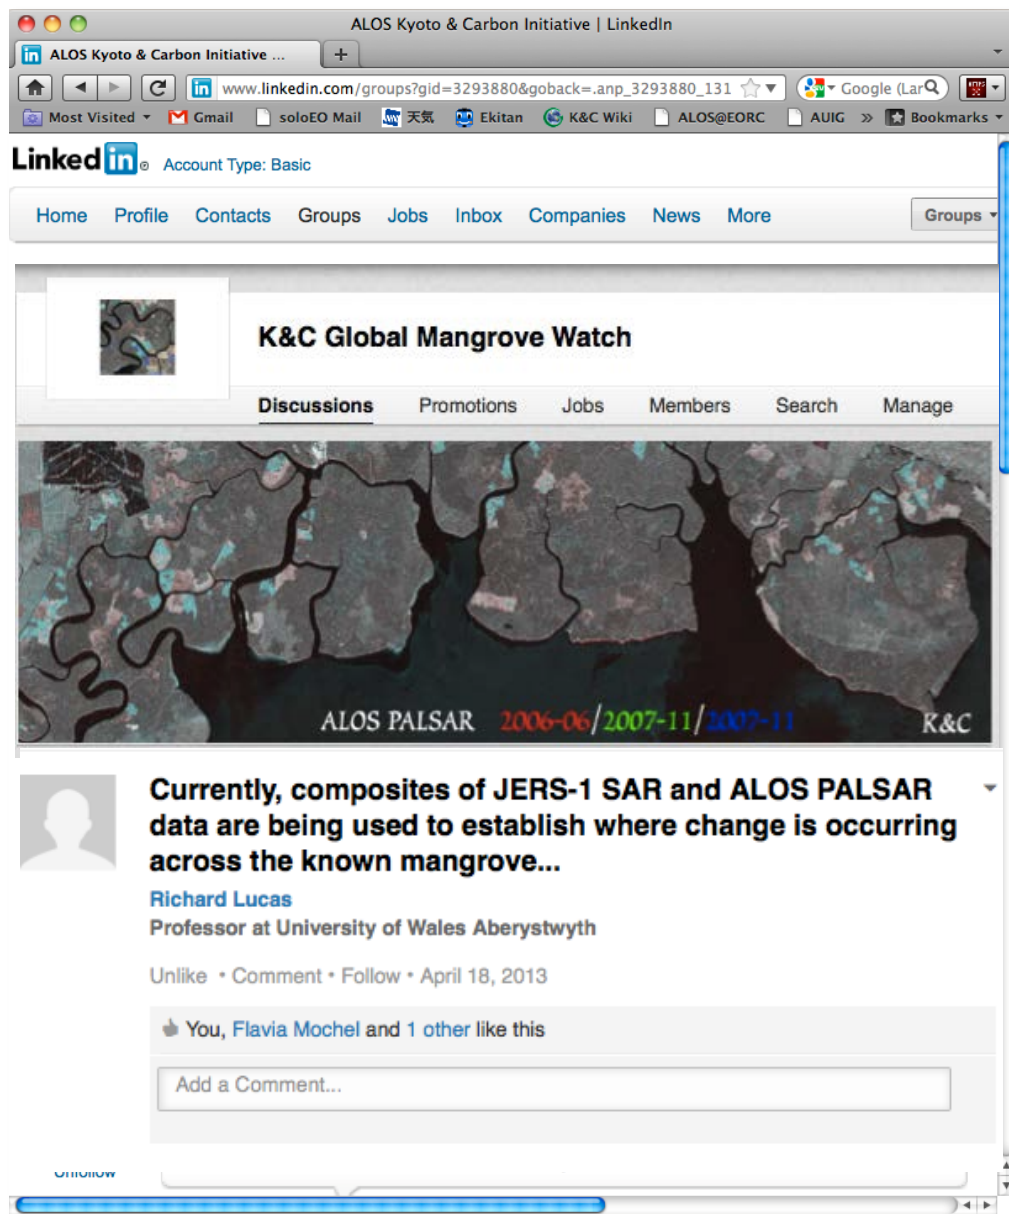 ALOS Kyoto & Carbon Initiative | LinkedIn
in ALOS Kyoto & Carbon Initiative ... +
in www.linkedin.com/groups?gid=3293880&goback=.anp_3293880_131 Google (Lar
Most Visited Gmail soloEO Mail 天気 Ekitan K&C Wiki ALOS@EORC AUIG » Bookmarks
Linked in ® Account Type: Basic
Home Profile Contacts Groups Jobs Inbox Companies News More Groups
K&C Global Mangrove Watch
Discussions Promotions Jobs Members Search Manage
ALOS PALSAR 2006-06/2007-11/2007-11 K&C
Currently, composites of JERS-1 SAR and ALOS PALSAR
data are being used to establish where change is occurring
across the known mangrove...
Richard Lucas
Professor at University of Wales Aberystwyth
Unlike • Comment • Follow • April 18, 2013
You, Flavia Mochel and 1 other like this
Add a Comment...
Unfollow